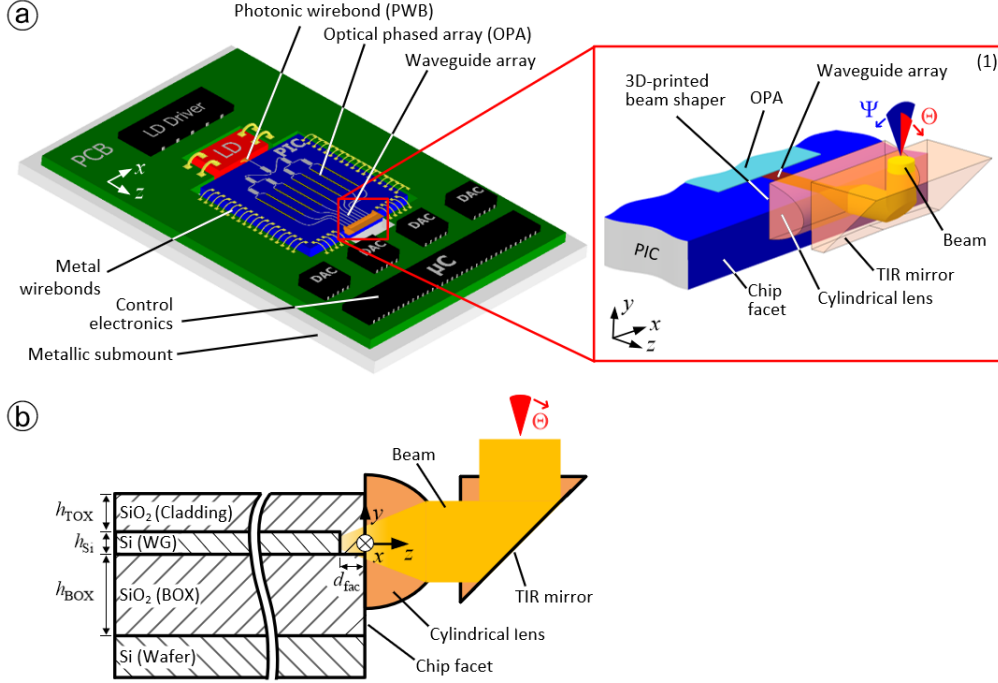 a
Photonic wirebond (PWB)
Optical phased array (OPA)
Waveguide array
PCB
LD Driver
LD
PIC
x
z
DAC
DAC
DAC
DAC
µC
Metal
wirebonds
Control
electronics
Metallic submount
(1)
3D-printed
beam shaper
OPA
Waveguide array
Ψ
Θ
PIC
Beam
TIR mirror
Cylindrical lens
Chip
facet
y
x
z
b
Θ
Beam
hTOX
SiO2 (Cladding)
hSi
Si (WG)
y
x
z
dfac
hBOX
SiO2 (BOX)
TIR mirror
Cylindrical lens
Si (Wafer)
Chip facet